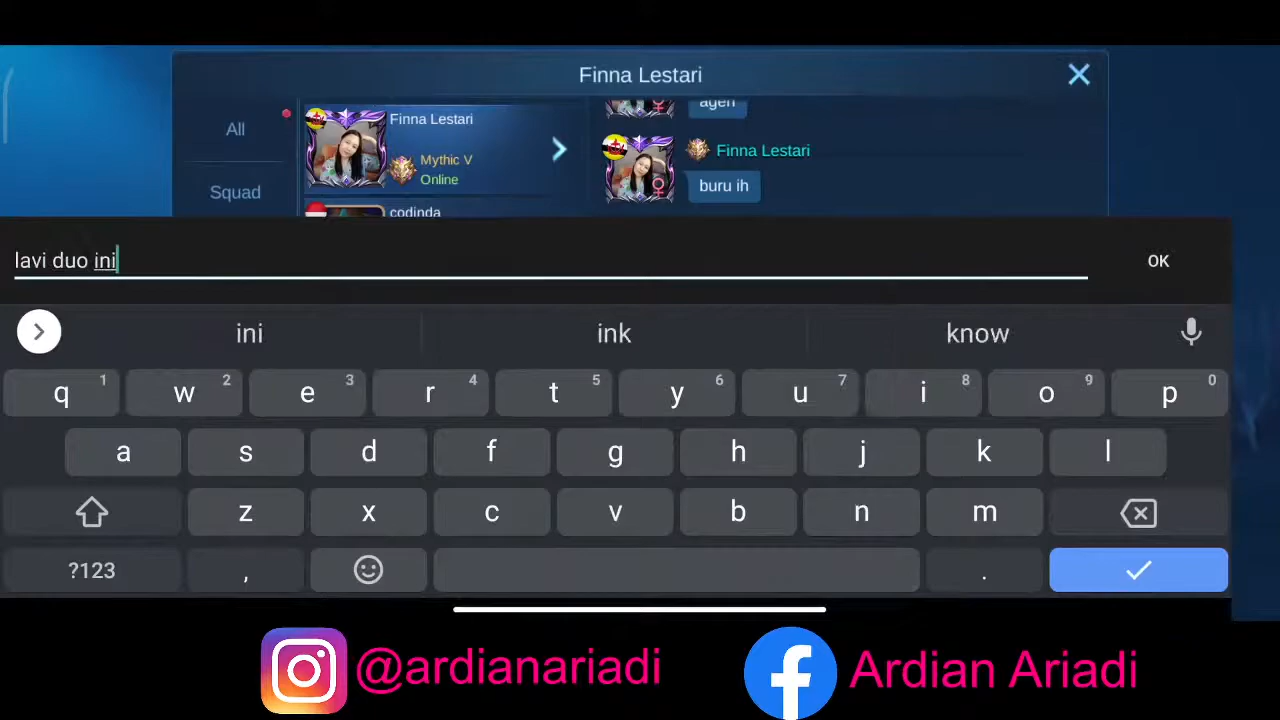 Finna Lestari
All
Squad
Finna Lestari
Mythic V
Online
codinda
agen
Finna Lestari
buru ih
lavi duo ini
OK
ini ink know
q 1 w 2 e 3 r 4 t 5 y 6 u 7 i 8 o 9 p 0
a s d f g h j k l
z x c v b n m
?123 , .
@ardianariadi Ardian Ariadi